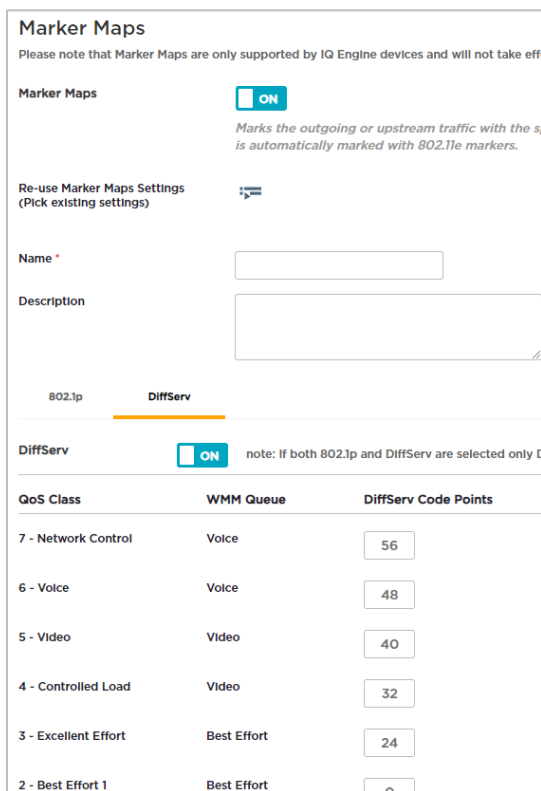 Marker Maps
Please note that Marker Maps are only supported by IQ Engine devices and will not take
Marker Maps
ON
Marks the outgoing or upstream traffic with the
is automatically marked with 802.11e markers.
Re-use Marker Maps Settings
(Pick existing settings)
Name *
Description
802.1p DiffServ
DiffServ ON note: If both 802.1p and DiffServ are selected only
QoS Class WMM Queue DiffServ Code Points
7 - Network Control Voice 56
6 - Voice Voice 48
5 - Video Video 40
4 - Controlled Load Video 32
3 - Excellent Effort Best Effort 24
2 - Best Effort 1 Best Effort